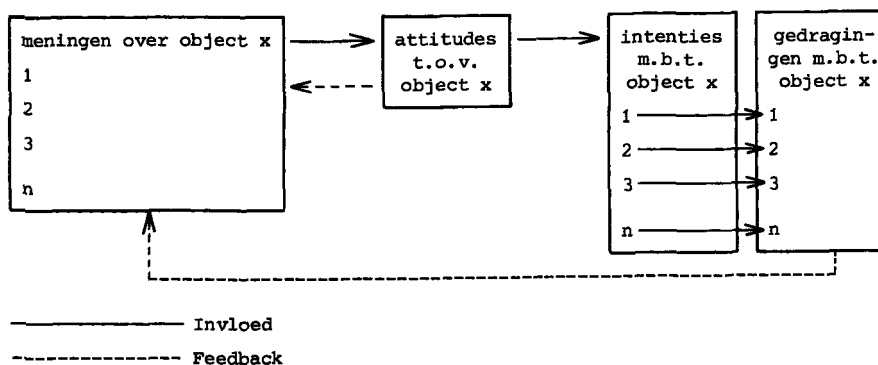 meningen over object x
1
2
3
n
attitudes
t.o.v.
object x
intenties
m.b.t.
object x
1
2
3
n
gedragin-
gen m.b.t.
object x
1
2
3
n
Invloed
Feedback